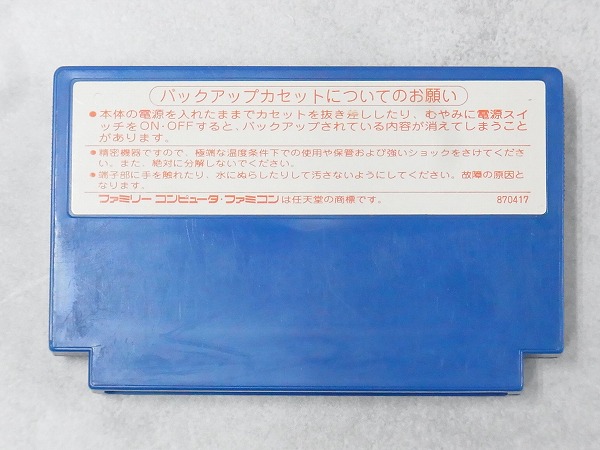 バックアップカセットについてのお願い
●本体の電源を入れたままでカセットを抜き差ししたり、むやみに電源スイ
ッチをON・OFFすると、バックアップされている内容が消えてしまうこと
があります。
●精密機器ですので、極端な温度条件下での使用や保管および強いショックをさけてくださ
い。また、絶対に分解しないでください。
●端子部に手を触れたり、水にぬらしたりして汚さないようにしてください。故障の原因と
なります。
ファミリーコンピュータ・ファミコンは任天堂の商標です。 870417